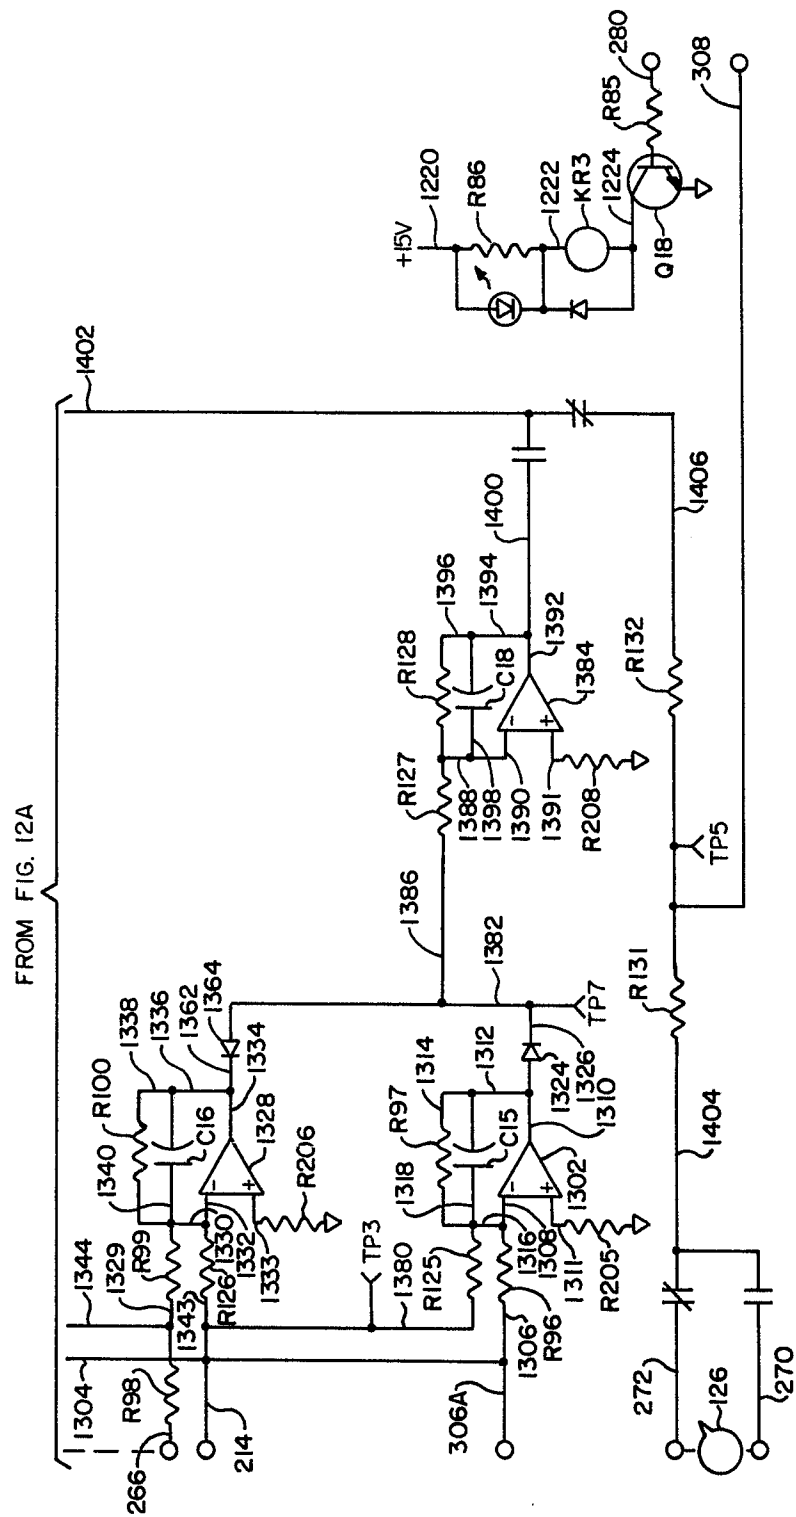 FROM FIG. 12A
1344
1304
R98
266
214
1329
R99
1340
R100
1338
1336
1362
1364
C16
1334
1328
R206
1330
1332
1333
R126
1343
TP3
1380
R125
1318
R97
1314
1312
C15
1324
1326
1310
1302
R205
1316
1308
1311
R96
1306
306A
TP7
1382
1386
R127
R128
1396
1394
C18
1392
1384
1388
1398
1390
1391
R208
1400
1402
1406
R132
TP5
R131
1404
272
126
270
+15V
1220
R86
1222
KR3
1224
Q18
R85
280
308
-
+
-
+
-
+